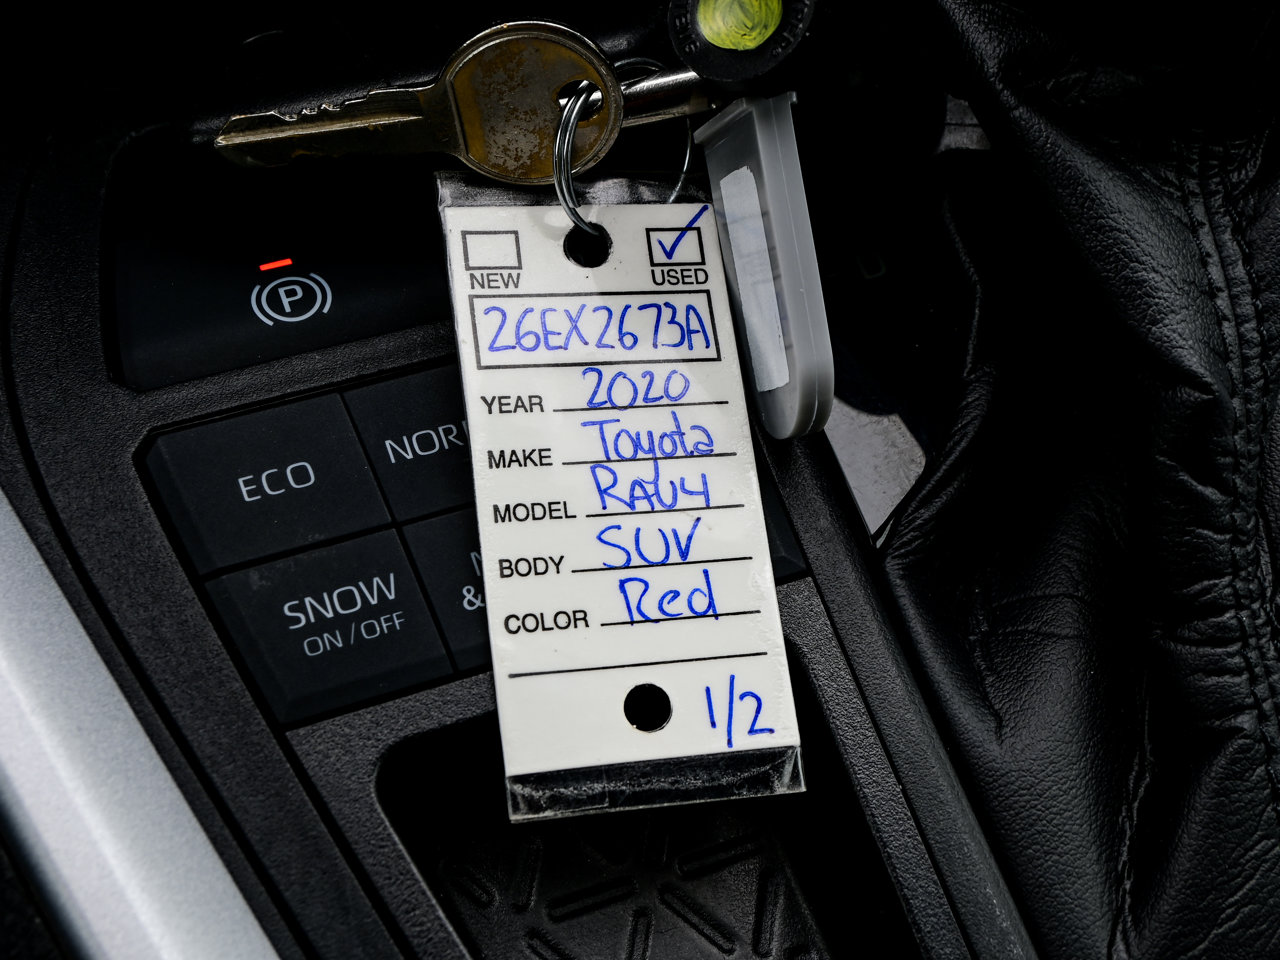 NEW USED
26EX2673A
YEAR 2020
MAKE Toyota
MODEL RAV4
BODY SUV
COLOR Red
1/2
P
ECO
SNOW
ON/OFF
&